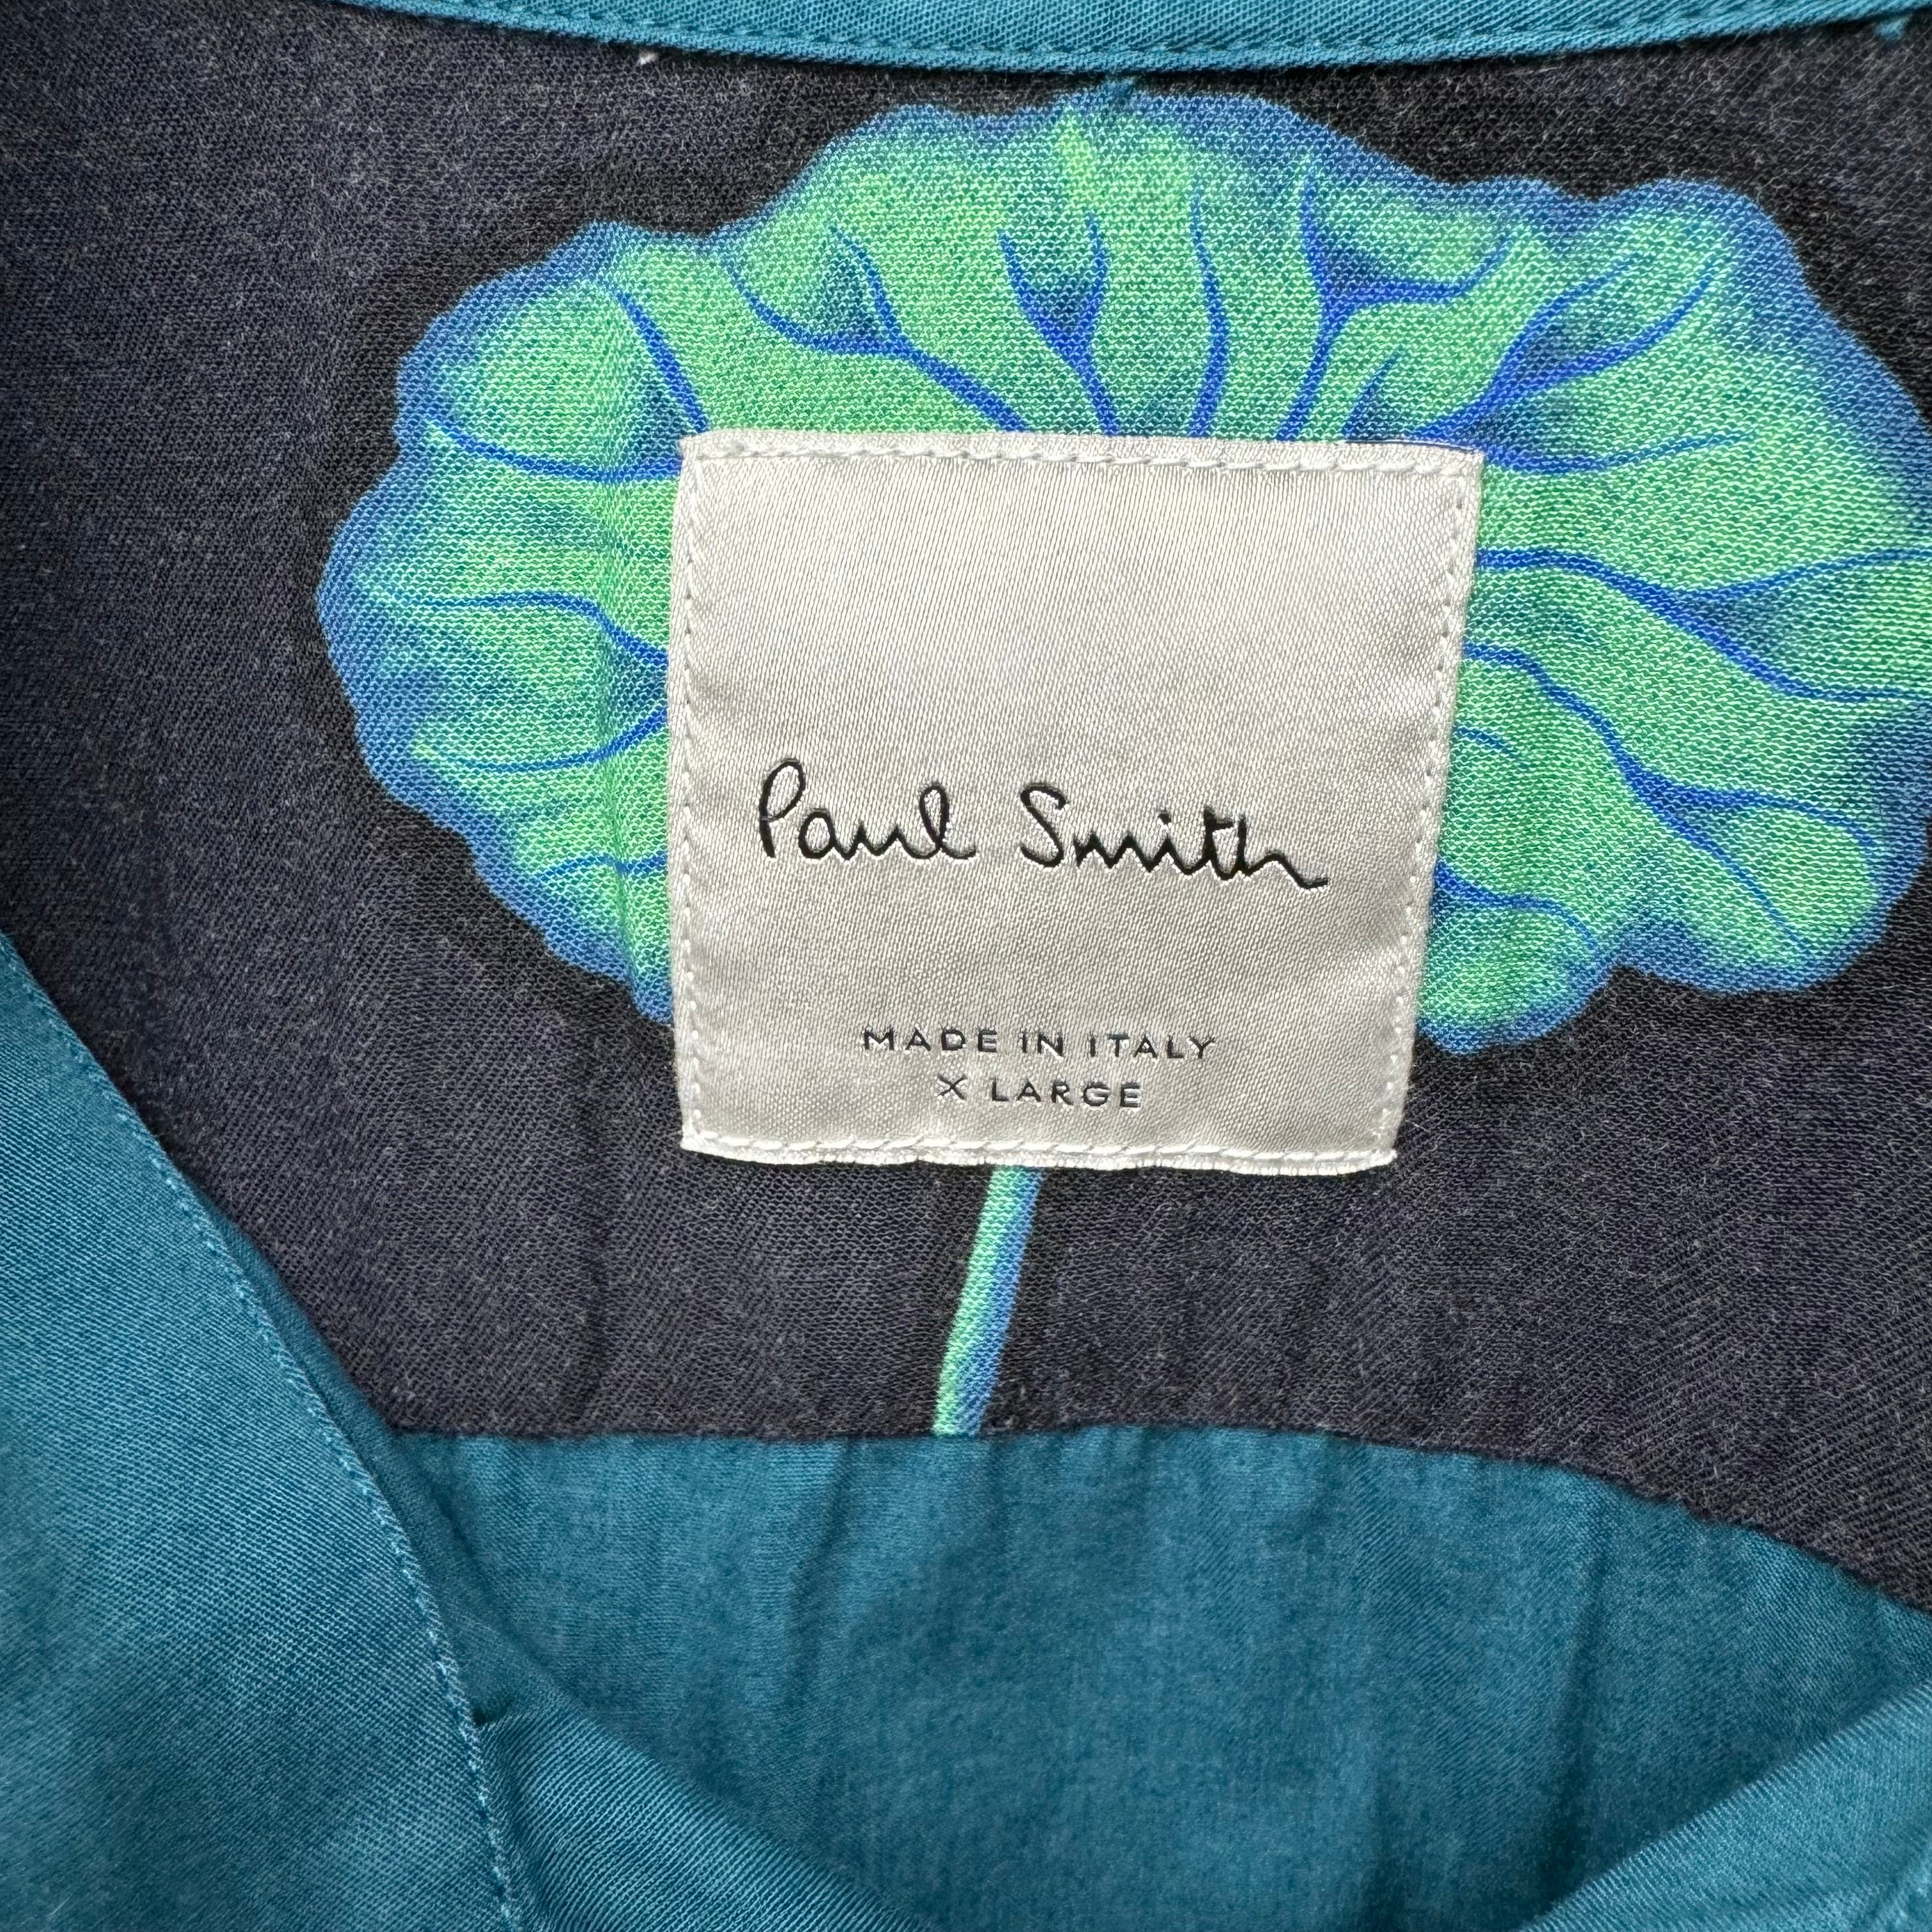 Paul Smith
MADE IN ITALY
X LARGE